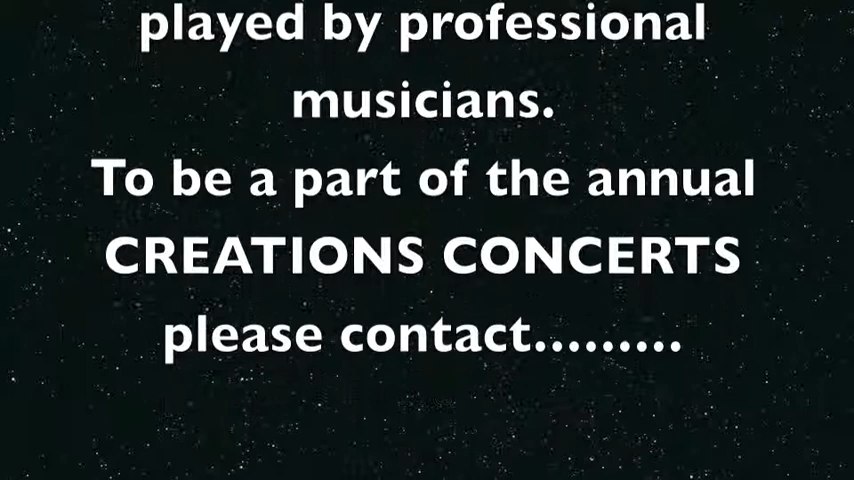 played by professional
musicians.
To be a part of the annual
CREATIONS CONCERTS
please contact.........